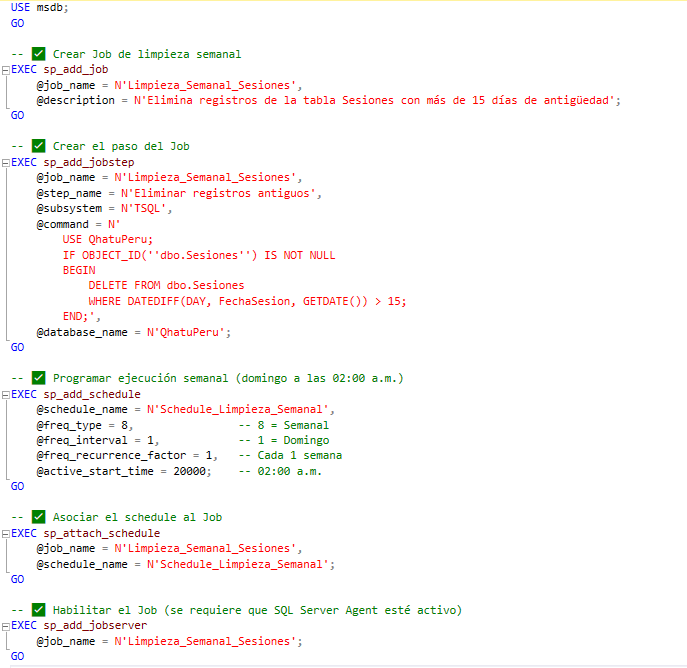 USE msdb;
GO
-- ✅ Crear Job de limpieza semanal
EXEC sp_add_job
@job_name = N'Limpieza_Semanal_Sesiones',
@description = N'Elimina registros de la tabla Sesiones con más de 15 días de antigüedad';
GO
-- ✅ Crear el paso del Job
EXEC sp_add_jobstep
@job_name = N'Limpieza_Semanal_Sesiones',
@step_name = N'Eliminar registros antiguos',
@subsystem = N'TSQL',
@command = N'
USE QhatuPeru;
IF OBJECT_ID(''dbo.Sesiones'') IS NOT NULL
BEGIN
DELETE FROM dbo.Sesiones
WHERE DATEDIFF(DAY, FechaSesion, GETDATE()) > 15;
END;',
@database_name = N'QhatuPeru';
GO
-- ✅ Programar ejecución semanal (domingo a las 02:00 a.m.)
EXEC sp_add_schedule
@schedule_name = N'Schedule_Limpieza_Semanal',
@freq_type = 8, -- 8 = Semanal
@freq_interval = 1, -- 1 = Domingo
@freq_recurrence_factor = 1, -- Cada 1 semana
@active_start_time = 20000; -- 02:00 a.m.
GO
-- ✅ Asociar el schedule al Job
EXEC sp_attach_schedule
@job_name = N'Limpieza_Semanal_Sesiones',
@schedule_name = N'Schedule_Limpieza_Semanal';
GO
-- ✅ Habilitar el Job (se requiere que SQL Server Agent esté activo)
EXEC sp_add_jobserver
@job_name = N'Limpieza_Semanal_Sesiones';
GO